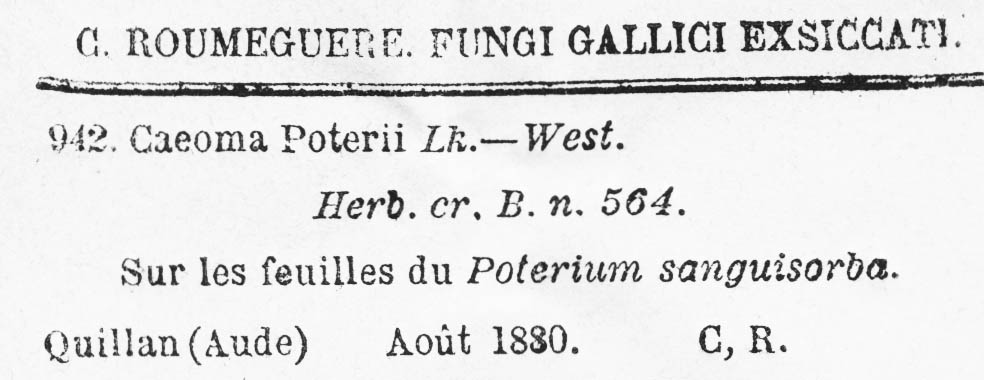 C. ROUMEGUERE. FUNGI GALLICI EXSICCATI.
942. Caeoma Poterii Lk.—West.
Herb. cr. B. n. 564.
Sur les feuilles du Poterium sanguisorba.
Quillan (Aude) Août 1880. C, R.